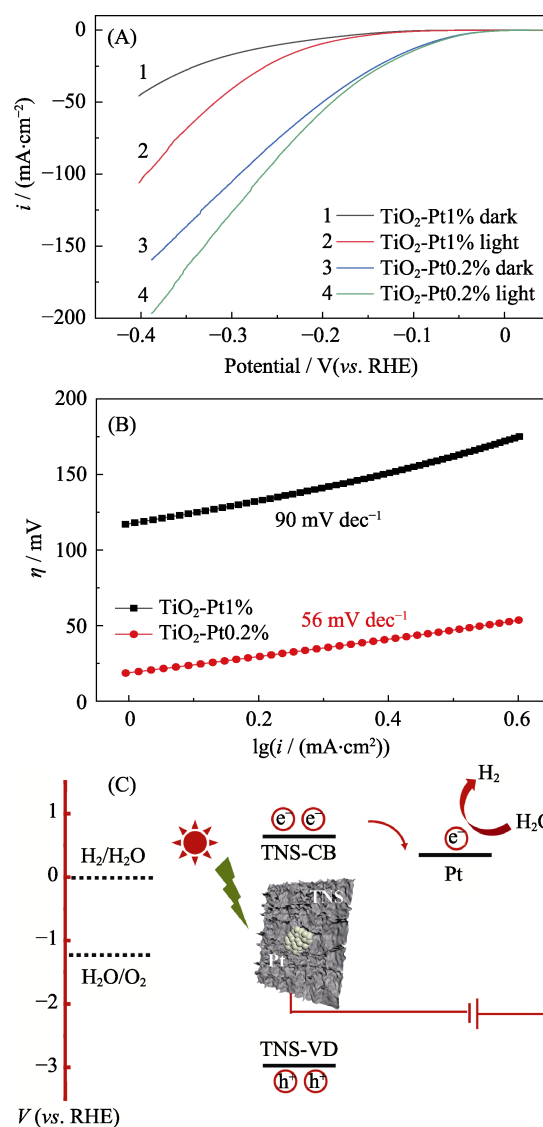 (A)
0
−50
−100
−150
−200
i / (mA·cm⁻²)
1
2
3
4
1 TiO₂-Pt1% dark
2 TiO₂-Pt1% light
3 TiO₂-Pt0.2% dark
4 TiO₂-Pt0.2% light
−0.4 −0.3 −0.2 −0.1 0
Potential / V(vs. RHE)
(B)
200
150
100
50
0
η / mV
90 mV dec⁻¹
TiO₂-Pt1%
TiO₂-Pt0.2%
56 mV dec⁻¹
0 0.2 0.4 0.6
lg(i / (mA·cm²))
(C)
1
0
−1
−2
−3
V (vs. RHE)
H₂/H₂O
H₂O/O₂
e⁻ e⁻
TNS-CB
H₂
H₂O
e⁻
Pt
TNS
Pt
TNS-VD
h⁺ h⁺